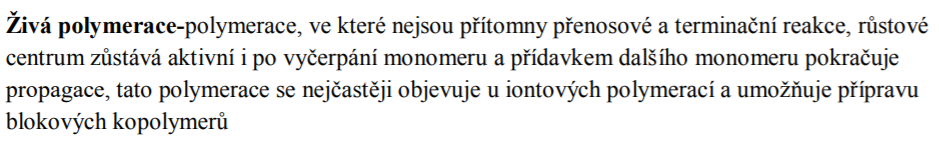 Živá polymerace-polymerace, ve které nejsou přítomny přenosové a terminační reakce, růstové
centrum zůstává aktivní i po vyčerpání monomeru a přídavkem dalšího monomeru pokračuje
propagace, tato polymerace se nejčastěji objevuje u iontových polymerací a umožňuje přípravu
blokových kopolymerů